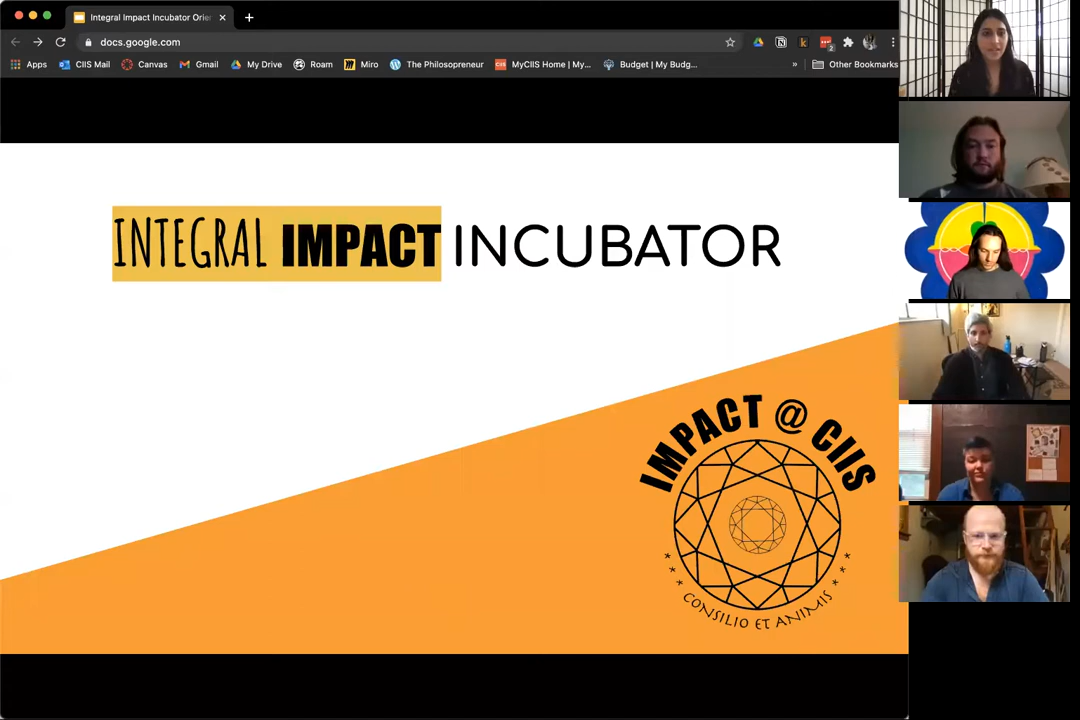 Integral Impact Incubator Orie
docs.google.com
2
Apps
CIIS Mail
Canvas
Gmail
My Drive
Roam
Miro
The Philosopreneur
MyCIIS Home | My...
Budget | My Budg...
»
Other Bookmarks
INTEGRAL IMPACT INCUBATOR
IMPACT @ CIIS
* * * CONSILIO ET ANIMIS * * *